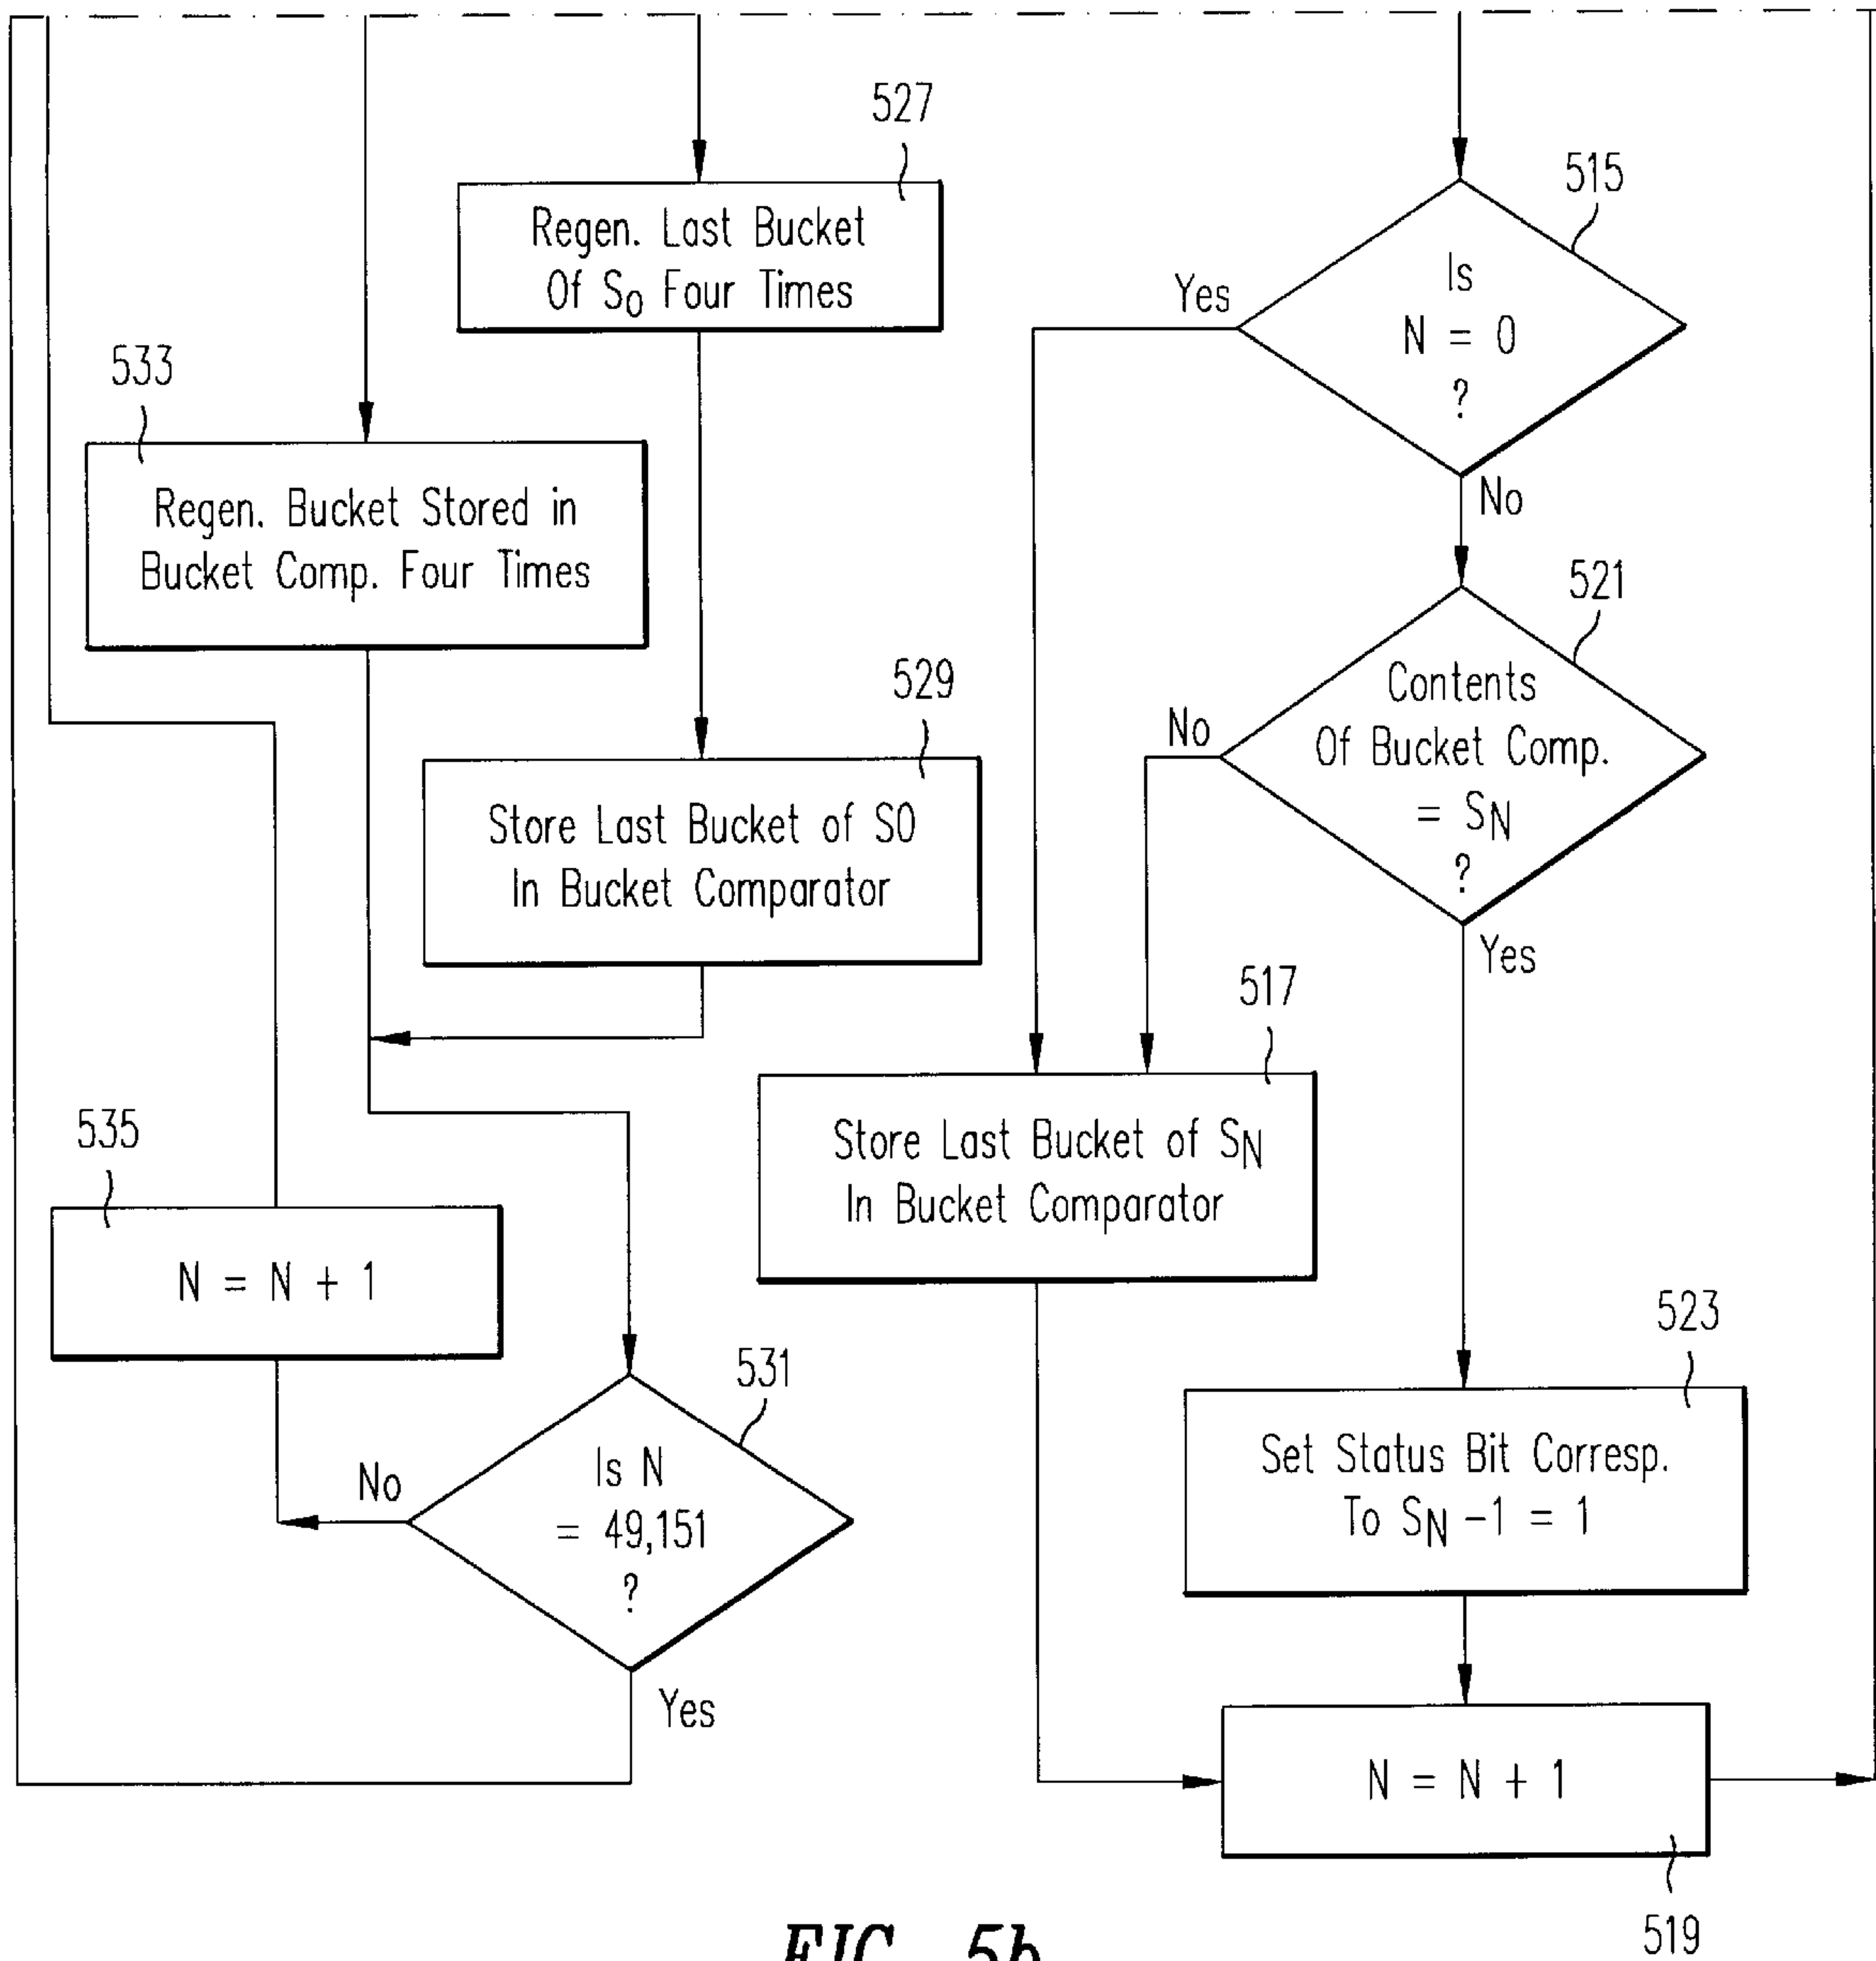 527
Regen. Last Bucket
Of S0 Four Times
515
Is
N = 0
?
Yes
No
533
Regen. Bucket Stored in
Bucket Comp. Four Times
521
Contents
Of Bucket Comp.
= SN
?
No
Yes
529
Store Last Bucket of S0
In Bucket Comparator
517
Store Last Bucket of SN
In Bucket Comparator
535
N = N + 1
523
Set Status Bit Corresp.
To SN -1 = 1
531
Is N
= 49,151
?
No
Yes
N = N + 1
519
FIG. 5b